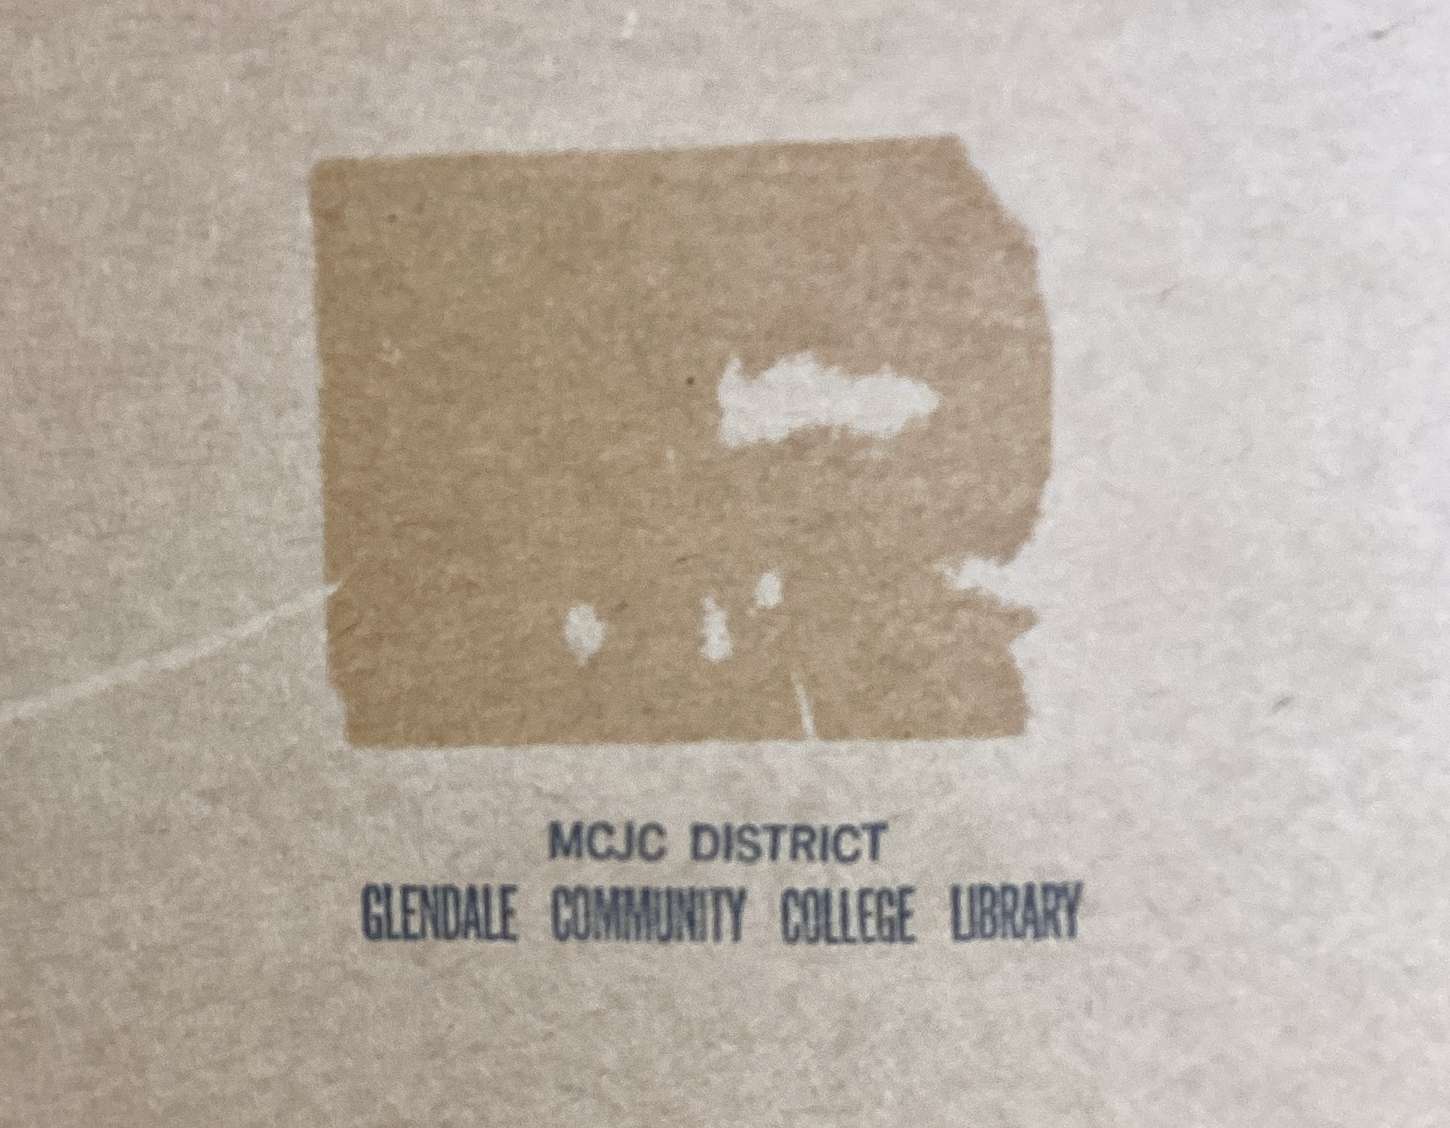 MCJC DISTRICT
GLENDALE COMMUNITY COLLEGE LIBRARY